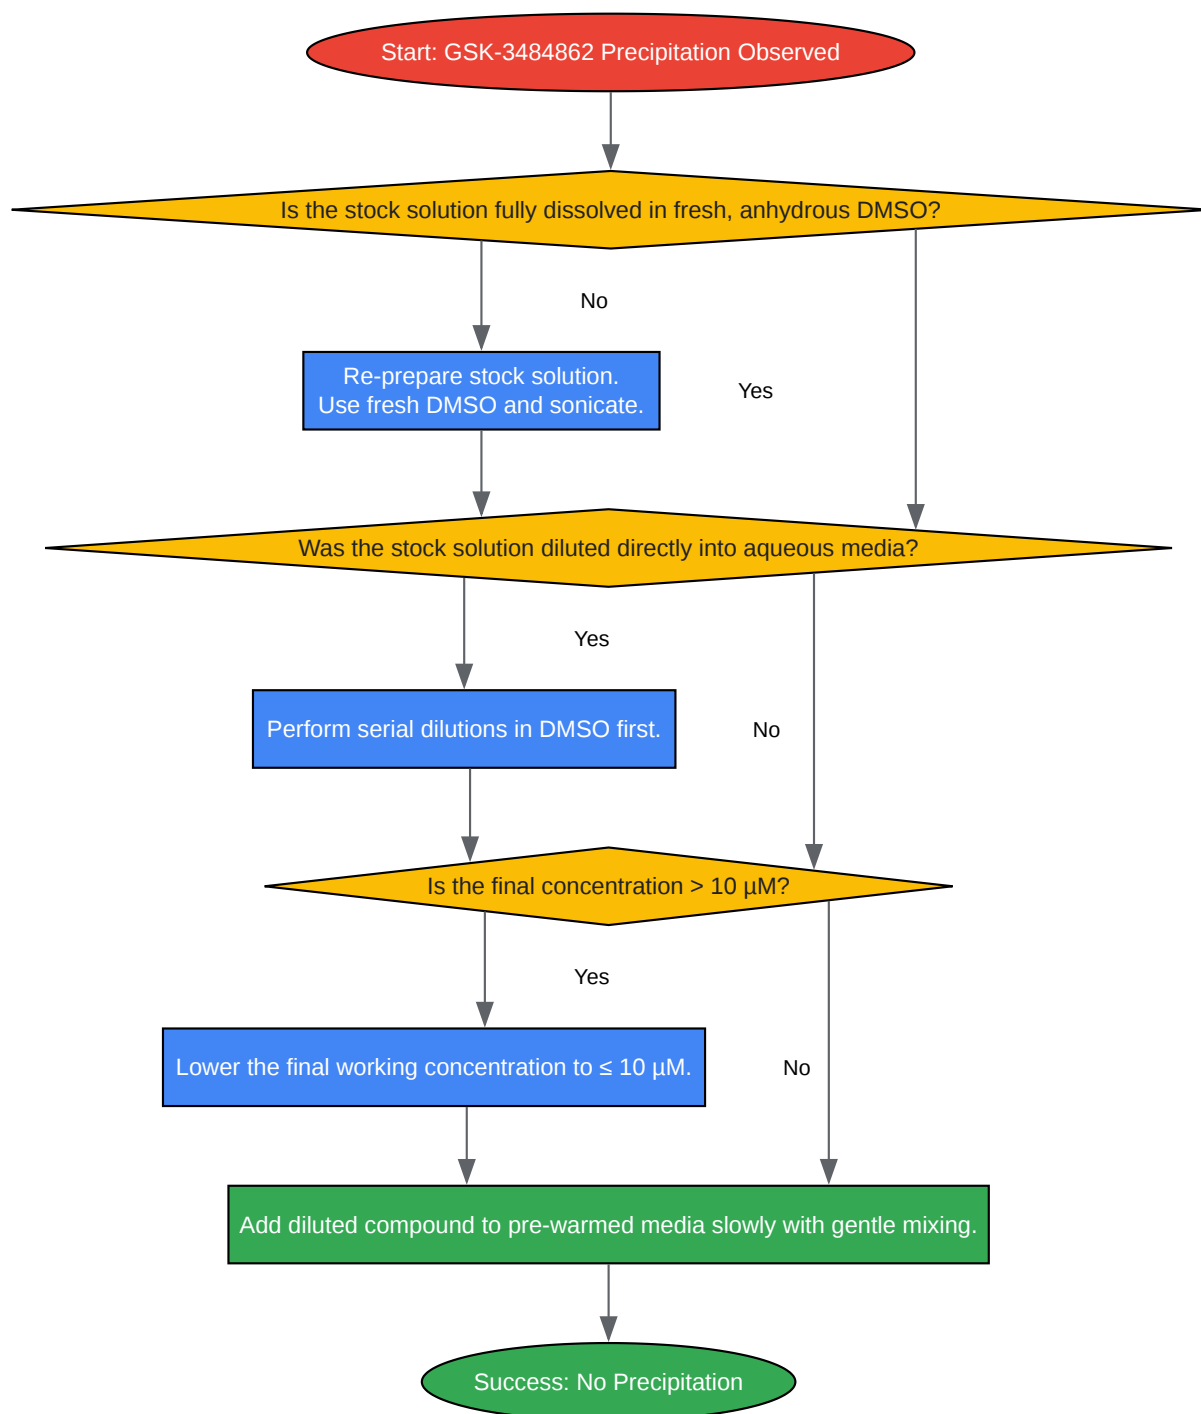 Start: GSK-3484862 Precipitation Observed
Is the stock solution fully dissolved in fresh, anhydrous DMSO?
No
Re-prepare stock solution.
Use fresh DMSO and sonicate.
Yes
Was the stock solution diluted directly into aqueous media?
Yes
Perform serial dilutions in DMSO first.
No
Is the final concentration > 10 µM?
Yes
Lower the final working concentration to ≤ 10 µM.
No
Add diluted compound to pre-warmed media slowly with gentle mixing.
Success: No Precipitation